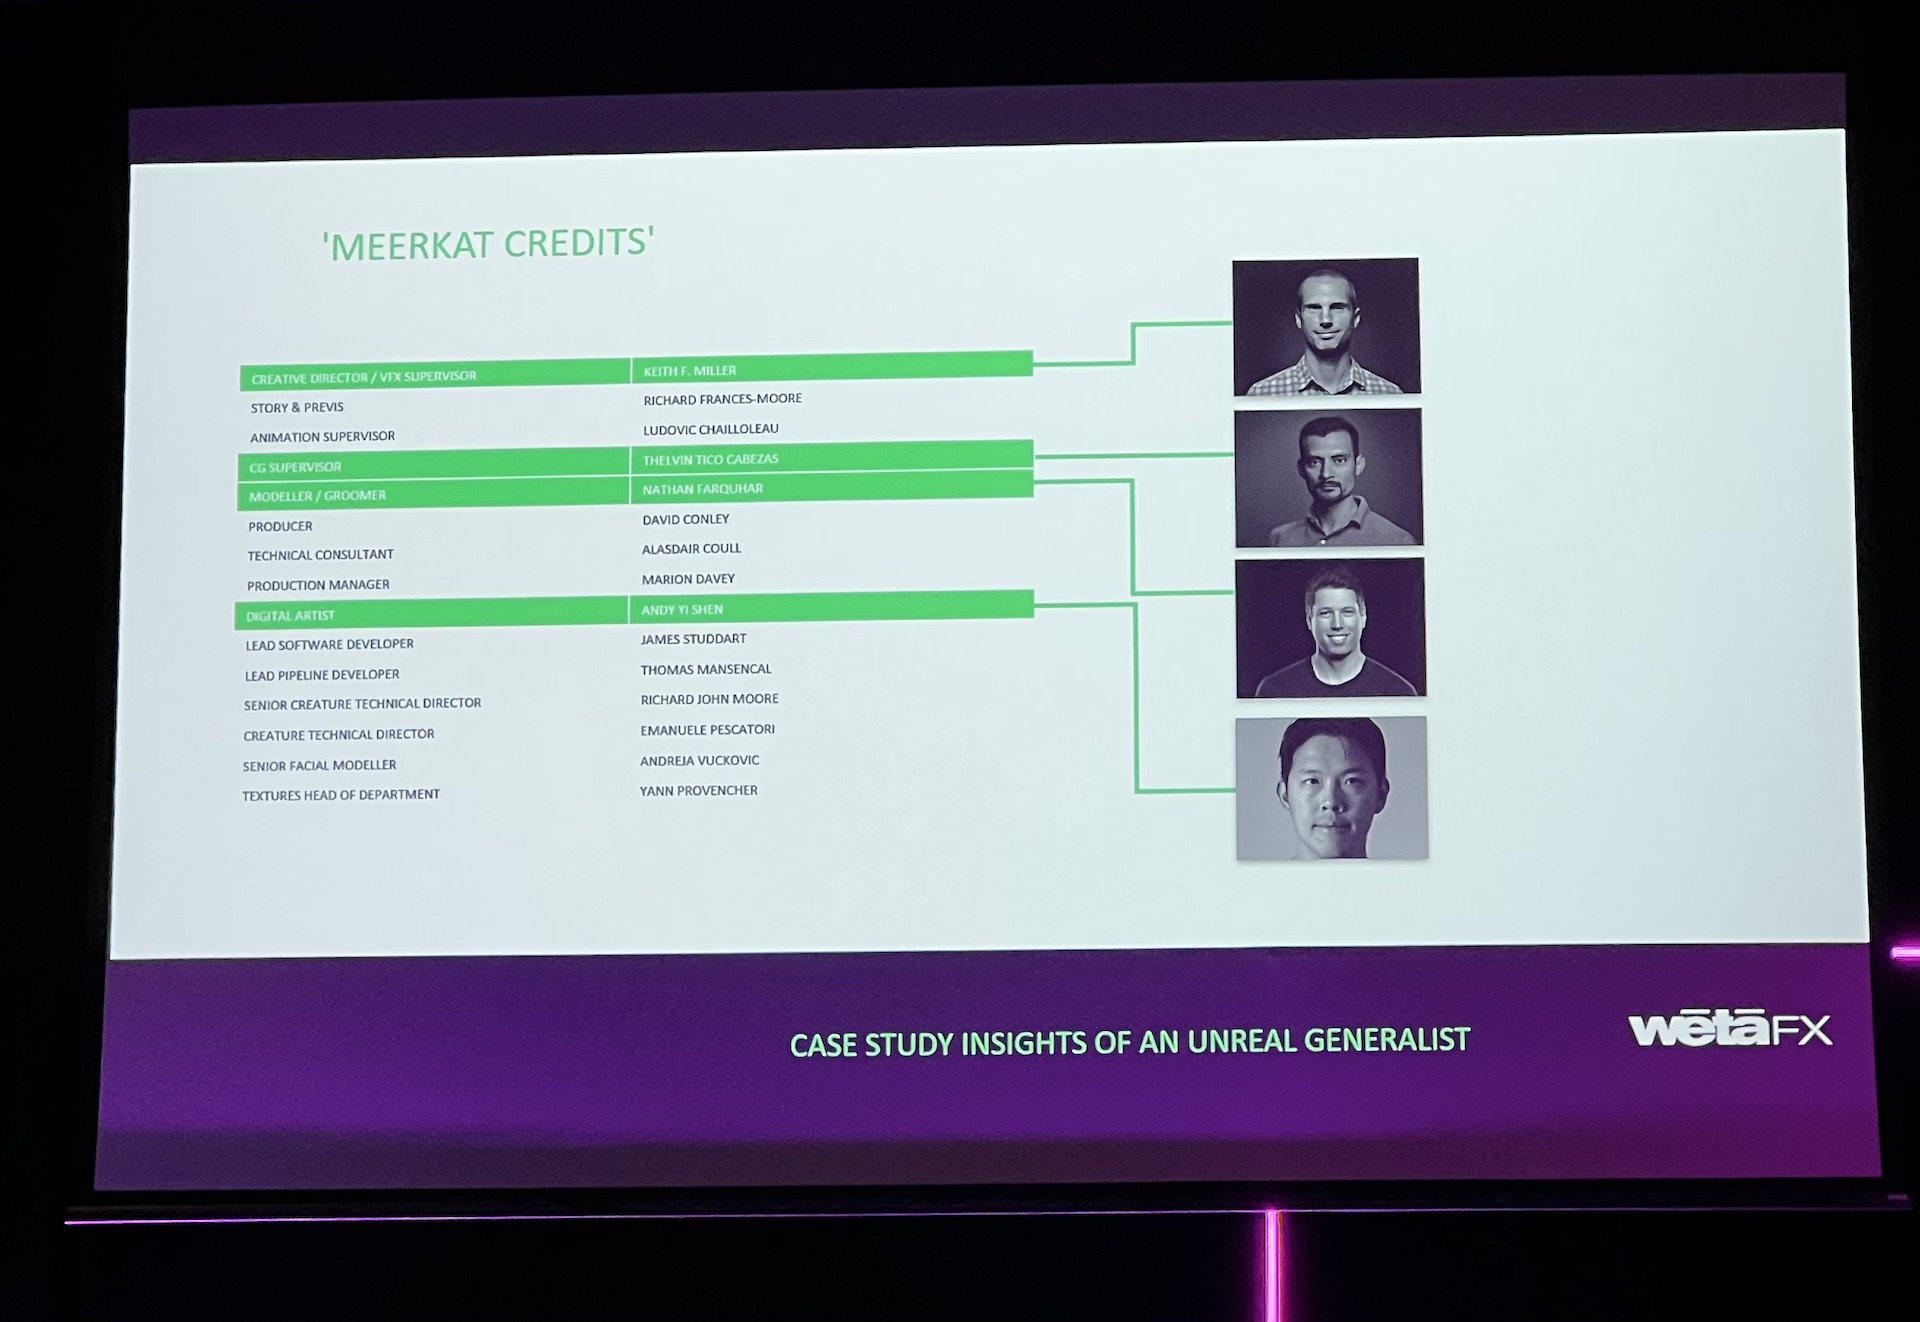 'MEERKAT CREDITS'
CREATIVE DIRECTOR / VFX SUPERVISOR KEITH F. MILLER
STORY & PREVIS RICHARD FRANCES-MOORE
ANIMATION SUPERVISOR LUDOVIC CHAILLOLEAU
CG SUPERVISOR THELVIN TICO CABEZAS
MODELLER / GROOMER NATHAN FARQUHAR
PRODUCER DAVID CONLEY
TECHNICAL CONSULTANT ALASDAIR COULL
PRODUCTION MANAGER MARION DAVEY
DIGITAL ARTIST ANDY YI SHEN
LEAD SOFTWARE DEVELOPER JAMES STUDDART
LEAD PIPELINE DEVELOPER THOMAS MANSENCAL
SENIOR CREATURE TECHNICAL DIRECTOR RICHARD JOHN MOORE
CREATURE TECHNICAL DIRECTOR EMANUELE PESCATORI
SENIOR FACIAL MODELLER ANDREJA VUCKOVIC
TEXTURES HEAD OF DEPARTMENT YANN PROVENCHER
CASE STUDY INSIGHTS OF AN UNREAL GENERALIST
wētāFX